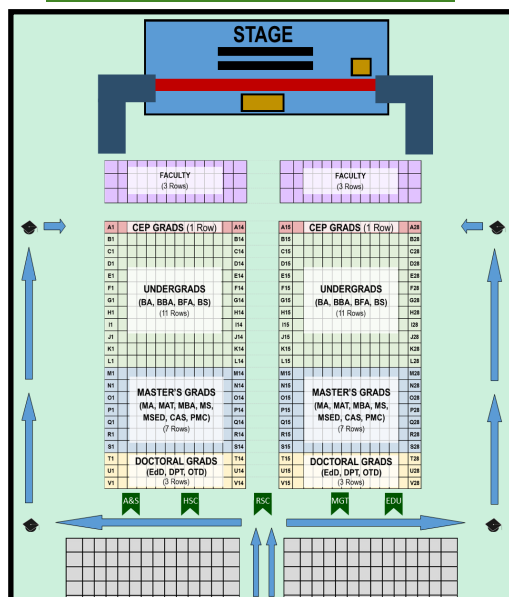 STAGE
FACULTY
(3 Rows)
FACULTY
(3 Rows)
A1 CEP GRADS (1 Row) A14
A15 CEP GRADS (1 Row) A28
B1 B14 B15 B28
C1 C14 C15 C28
D1 D14 D15 D28
E1 E14 E15 E28
F1 F14 F15 F28
G1 G14 G15 G28
H1 H14 H15 H28
I1 I14 I15 I28
J1 J14 J15 J28
K1 K14 K15 K28
L1 L14 L15 L28
UNDERGRADS
(BA, BBA, BFA, BS)
(11 Rows)
UNDERGRADS
(BA, BBA, BFA, BS)
(11 Rows)
M1 M14 M15 M28
N1 N14 N15 N28
O1 O14 O15 O28
P1 P14 P15 P28
Q1 Q14 Q15 Q28
R1 R14 R15 R28
S1 S14 S15 S28
MASTER'S GRADS
(MA, MAT, MBA, MS,
MSED, CAS, PMC)
(7 Rows)
MASTER'S GRADS
(MA, MAT, MBA, MS,
MSED, CAS, PMC)
(7 Rows)
T1 T14 T15 T28
U1 U14 U15 U28
V1 V14 V15 V28
DOCTORAL GRADS
(EdD, DPT, OTD)
(3 Rows)
DOCTORAL GRADS
(EdD, DPT, OTD)
(3 Rows)
A&S HSC RSC MGT EDU